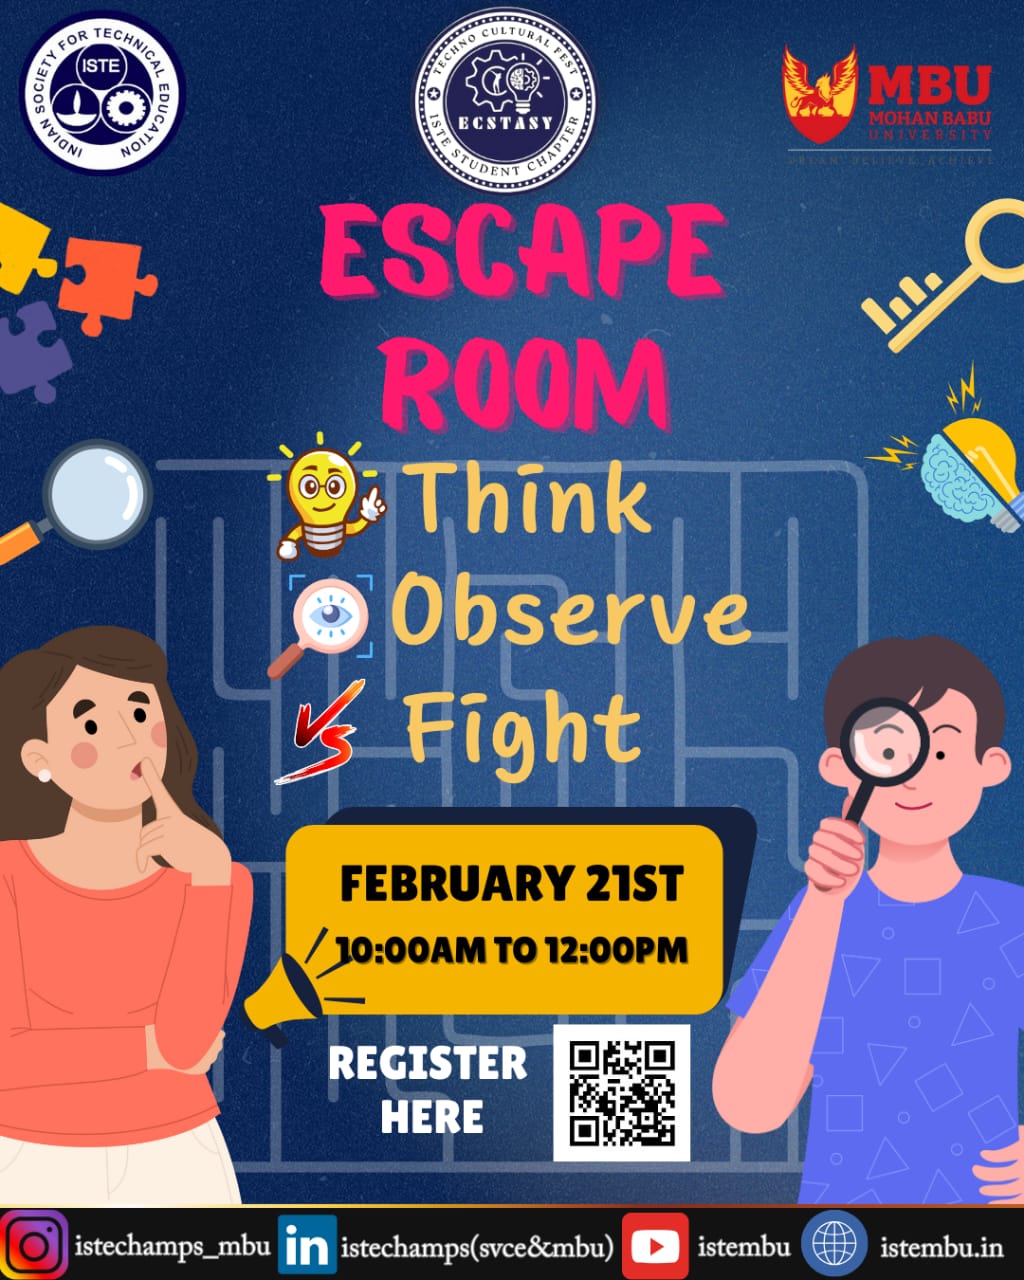 INDIAN SOCIETY FOR TECHNICAL EDUCATION
ISTE
TECHNO CULTURAL FEST
ECSTASY
ISTE STUDENT CHAPTER
MBU
MOHAN BABU
UNIVERSITY
DREAM. BELIEVE. ACHIEVE
ESCAPE
ROOM
Think
Observe
VS Fight
FEBRUARY 21ST
10:00AM TO 12:00PM
REGISTER
HERE
istechamps_mbu in istechamps(svce&mbu) istembu istembu.in